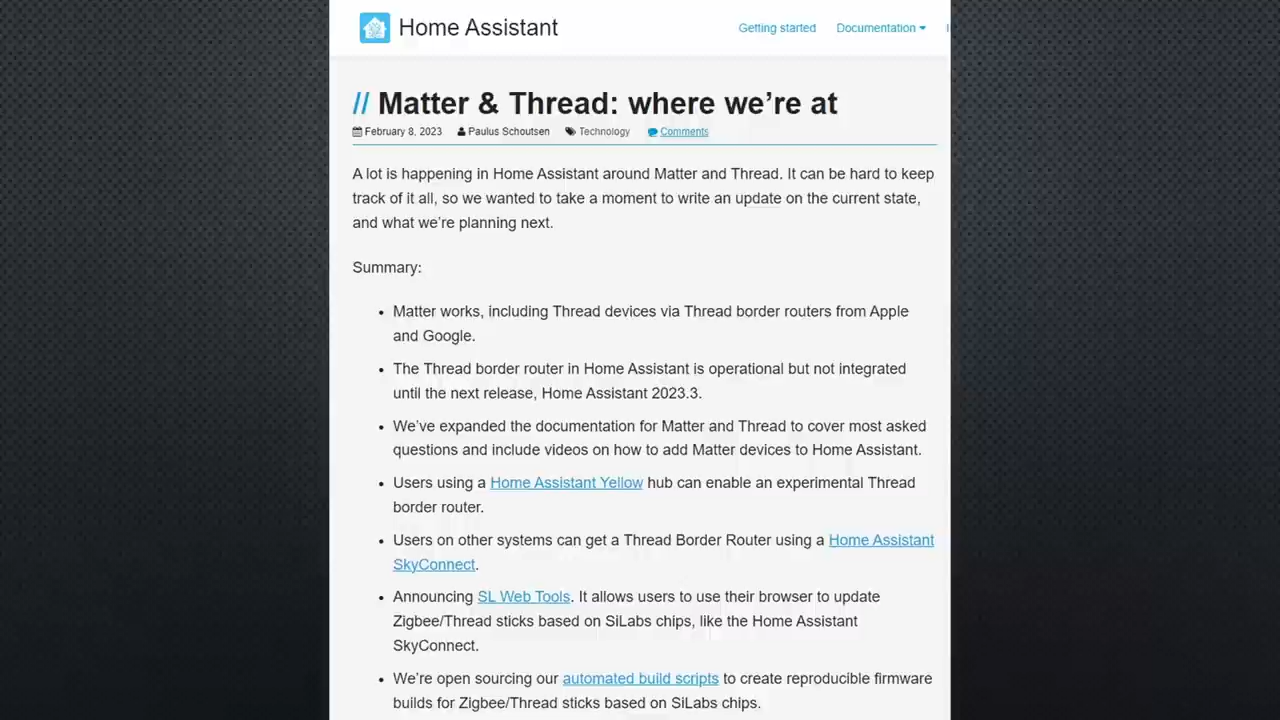 Home Assistant
Getting started
Documentation
// Matter & Thread: where we’re at
February 8, 2023 Paulus Schoutsen Technology Comments
A lot is happening in Home Assistant around Matter and Thread. It can be hard to keep
track of it all, so we wanted to take a moment to write an update on the current state,
and what we’re planning next.
Summary:
• Matter works, including Thread devices via Thread border routers from Apple
and Google.
• The Thread border router in Home Assistant is operational but not integrated
until the next release, Home Assistant 2023.3.
• We’ve expanded the documentation for Matter and Thread to cover most asked
questions and include videos on how to add Matter devices to Home Assistant.
• Users using a Home Assistant Yellow hub can enable an experimental Thread
border router.
• Users on other systems can get a Thread Border Router using a Home Assistant
SkyConnect.
• Announcing SL Web Tools. It allows users to use their browser to update
Zigbee/Thread sticks based on SiLabs chips, like the Home Assistant
SkyConnect.
• We’re open sourcing our automated build scripts to create reproducible firmware
builds for Zigbee/Thread sticks based on SiLabs chips.